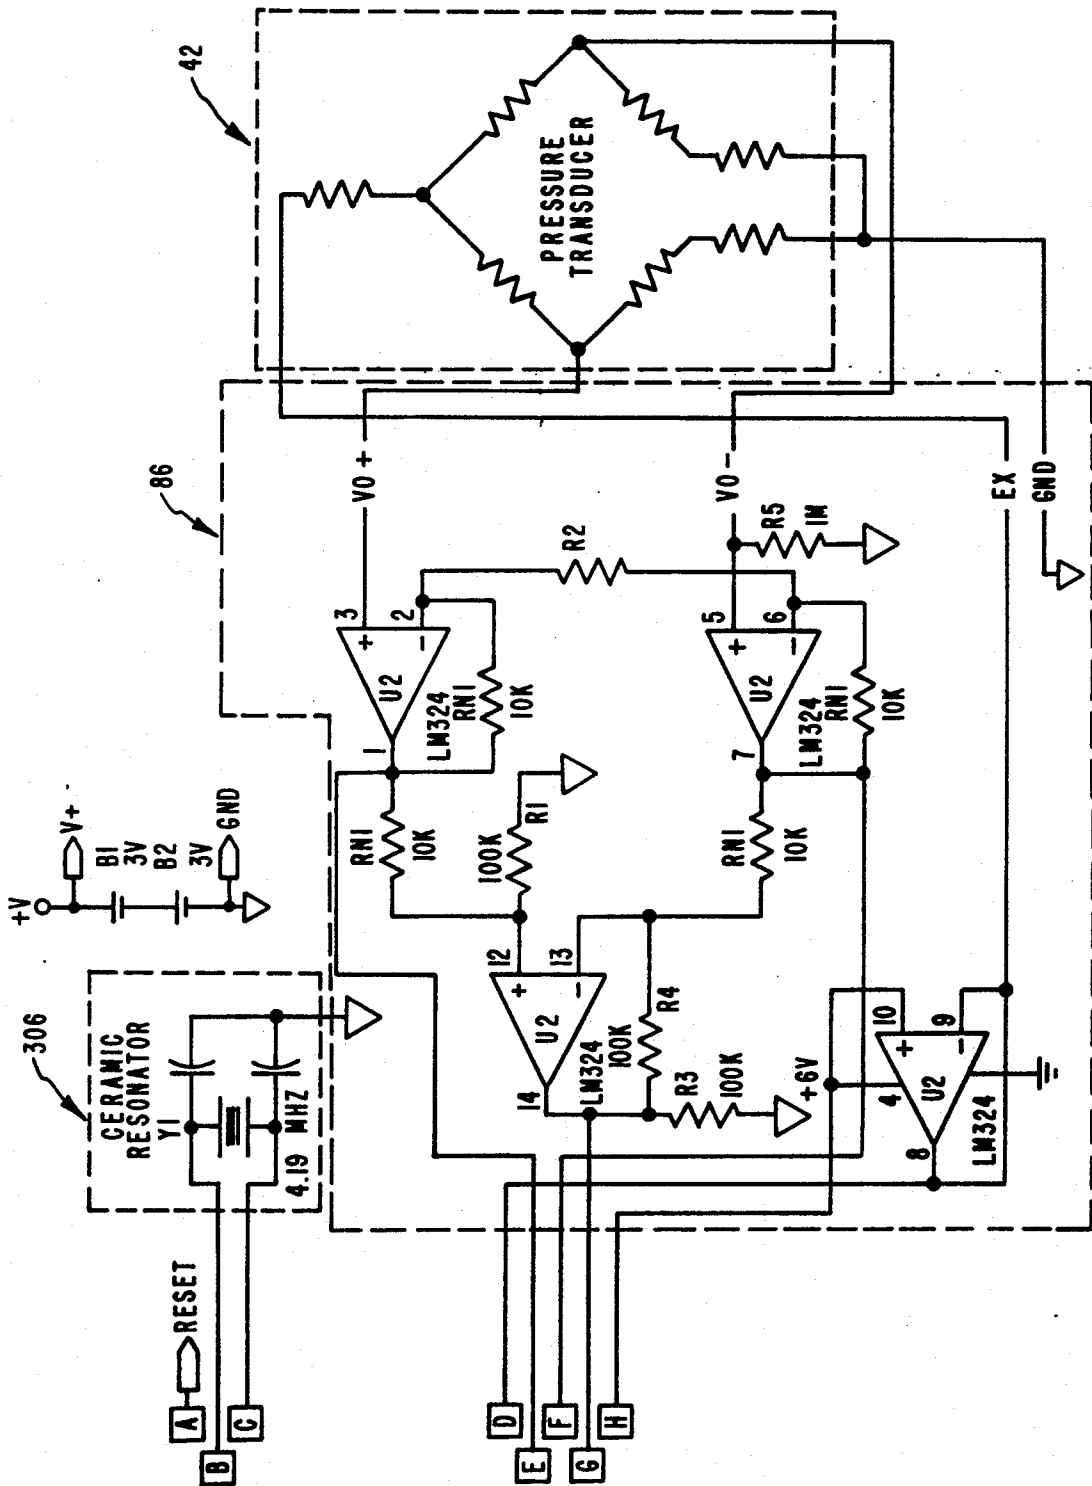 306
CERAMIC
RESONATOR
Y1
4.19 MHZ
+V
V+
B1
3V
B2
3V
GND
86
42
A
RESET
B
C
D
E
F
G
H
VO+
3
+
2
-
U2
1
LM324
RN1
10K
RN1
10K
100K
R1
R2
12
+
13
-
U2
14
LM324
100K
R4
R3
100K
VO-
5
+
6
-
U2
7
LM324
RN1
10K
RN1
10K
R5
1M
+6V
10
+
9
-
U2
4
8
LM324
EX
GND
PRESSURE
TRANSDUCER